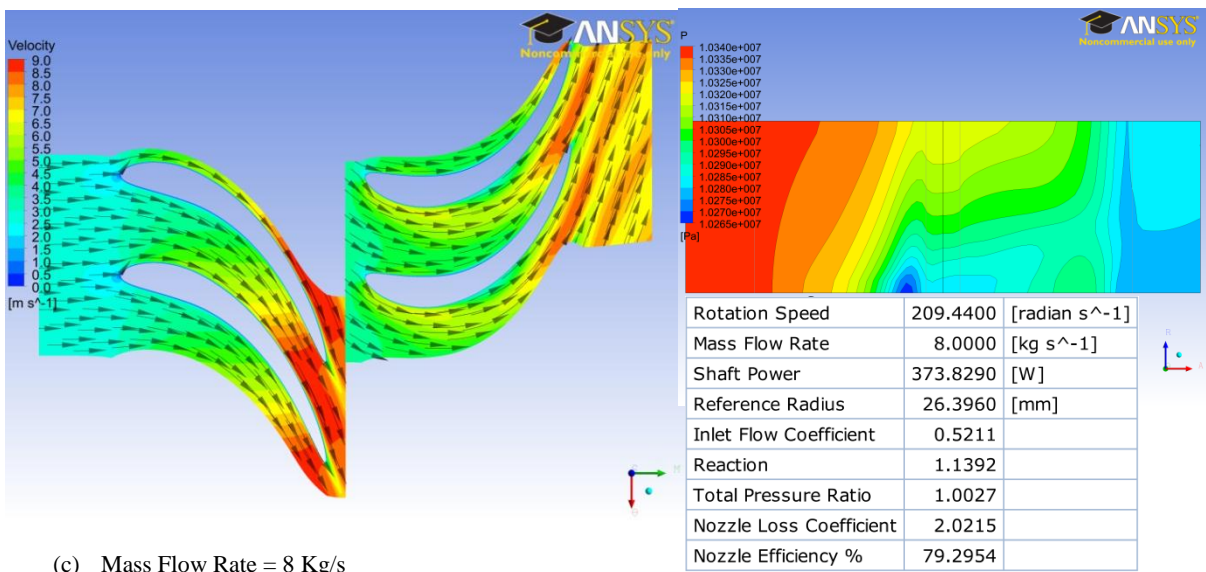 ANSYS
Noncommercial use only
Velocity
9.0
8.5
8.0
7.5
7.0
6.5
6.0
5.5
5.0
4.5
4.0
3.5
3.0
2.5
2.0
1.5
1.0
0.5
0.0
[m s^-1]
M
ANSYS
Noncommercial use only
P
1.0340e+007
1.0335e+007
1.0330e+007
1.0325e+007
1.0320e+007
1.0315e+007
1.0310e+007
1.0305e+007
1.0300e+007
1.0295e+007
1.0290e+007
1.0285e+007
1.0280e+007
1.0275e+007
1.0270e+007
1.0265e+007
[Pa]
Rotation Speed 209.4400 [radian s^-1]
Mass Flow Rate 8.0000 [kg s^-1]
Shaft Power 373.8290 [W]
Reference Radius 26.3960 [mm]
Inlet Flow Coefficient 0.5211
Reaction 1.1392
Total Pressure Ratio 1.0027
Nozzle Loss Coefficient 2.0215
Nozzle Efficiency % 79.2954
R
A
(c) Mass Flow Rate = 8 Kg/s